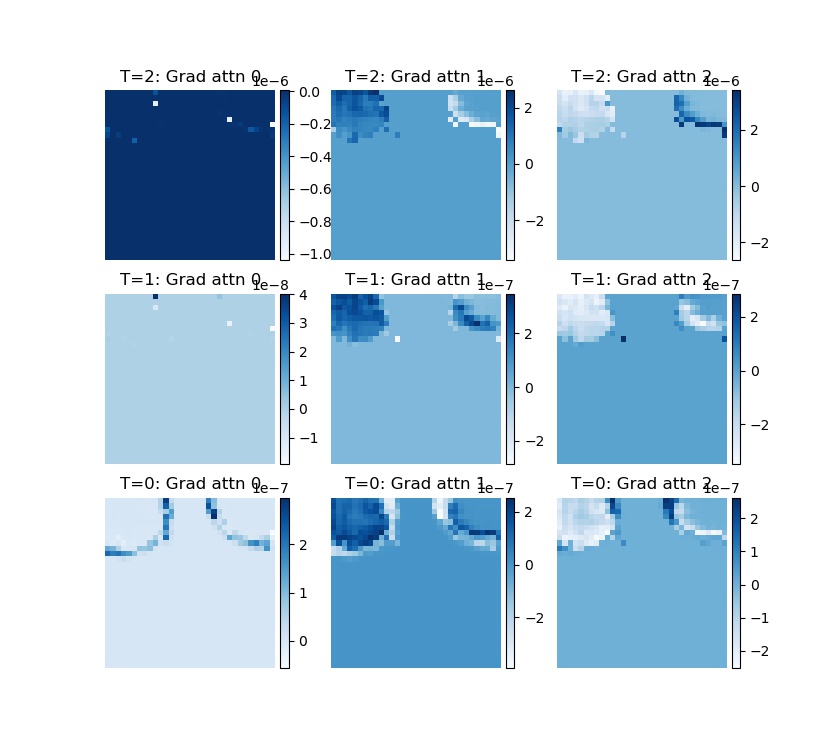 T=2: Grad attn 0
1e−6
0.0
−0.2
−0.4
−0.6
−0.8
−1.0
T=2: Grad attn 1
1e−6
2
0
−2
T=2: Grad attn 2
1e−6
2
0
−2
T=1: Grad attn 0
1e−8
4
3
2
1
0
−1
T=1: Grad attn 1
1e−7
2
0
−2
T=1: Grad attn 2
1e−7
2
0
−2
T=0: Grad attn 0
1e−7
2
1
0
T=0: Grad attn 1
1e−7
2
0
−2
T=0: Grad attn 2
1e−7
2
1
0
−1
−2